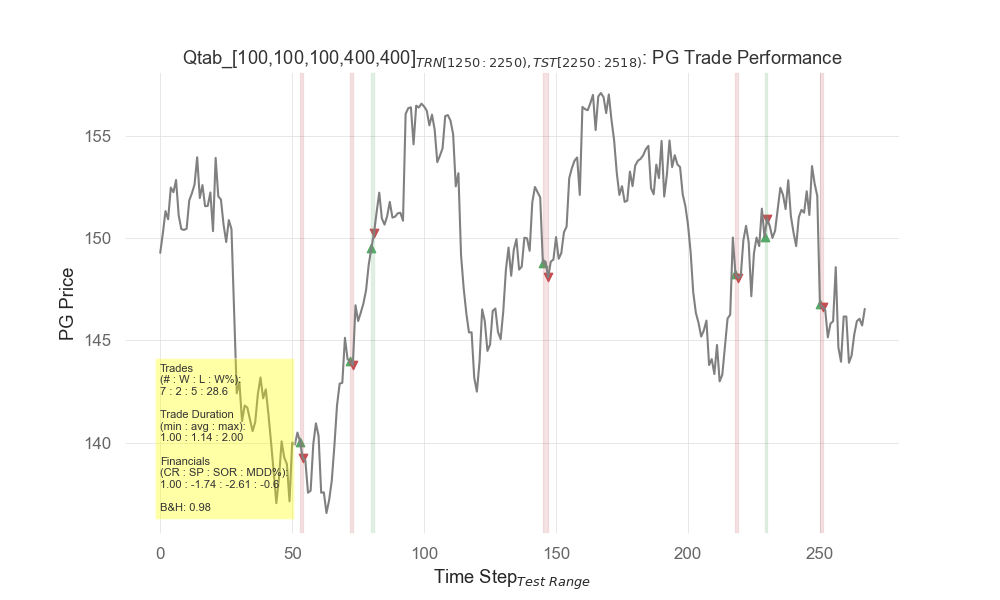 Qtab_[100,100,100,400,400]TRN[1250:2250),TST[2250:2518): PG Trade Performance
155
150
145
140
PG Price
Trades
(# : W : L : W%):
7 : 2 : 5 : 28.6
Trade Duration
(min : avg : max):
1.00 : 1.14 : 2.00
Financials
(CR : SP : SOR : MDD%):
1.00 : -1.74 : -2.61 : -0.6
B&H: 0.98
0 50 100 150 200 250
Time StepTest Range